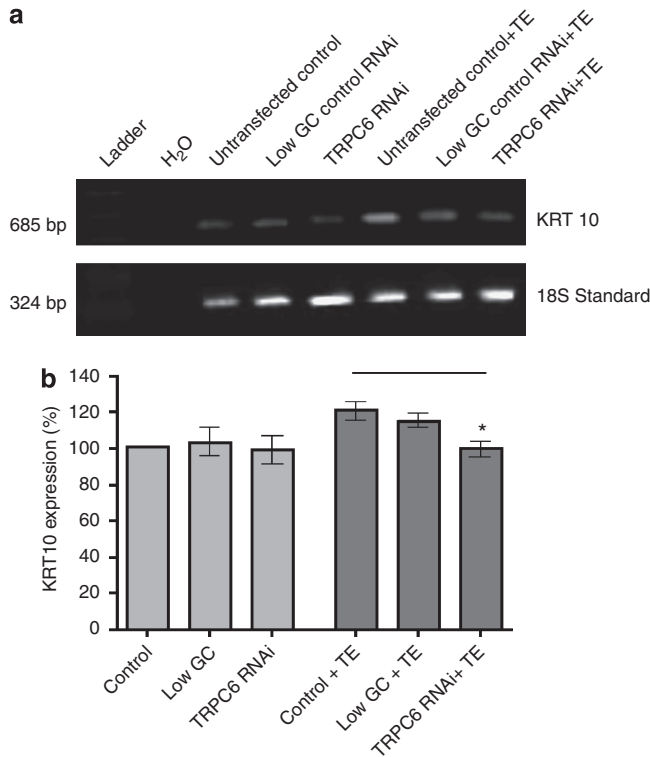 a
Ladder
H₂O
Untransfected control
Low GC control RNAi
TRPC6 RNAi
Untransfected control+TE
Low GC control RNAi+TE
TRPC6 RNAi+TE
685 bp
KRT 10
324 bp
18S Standard
b
KRT10 expression (%)
140
120
100
80
60
40
20
0
*
Control
Low GC
TRPC6 RNAi
Control + TE
Low GC + TE
TRPC6 RNAi+ TE